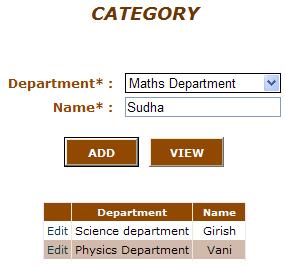 CATEGORY
Department* : Maths Department
Name* : Sudha
ADD VIEW
Department Name
Edit Science department Girish
Edit Physics Department Vani